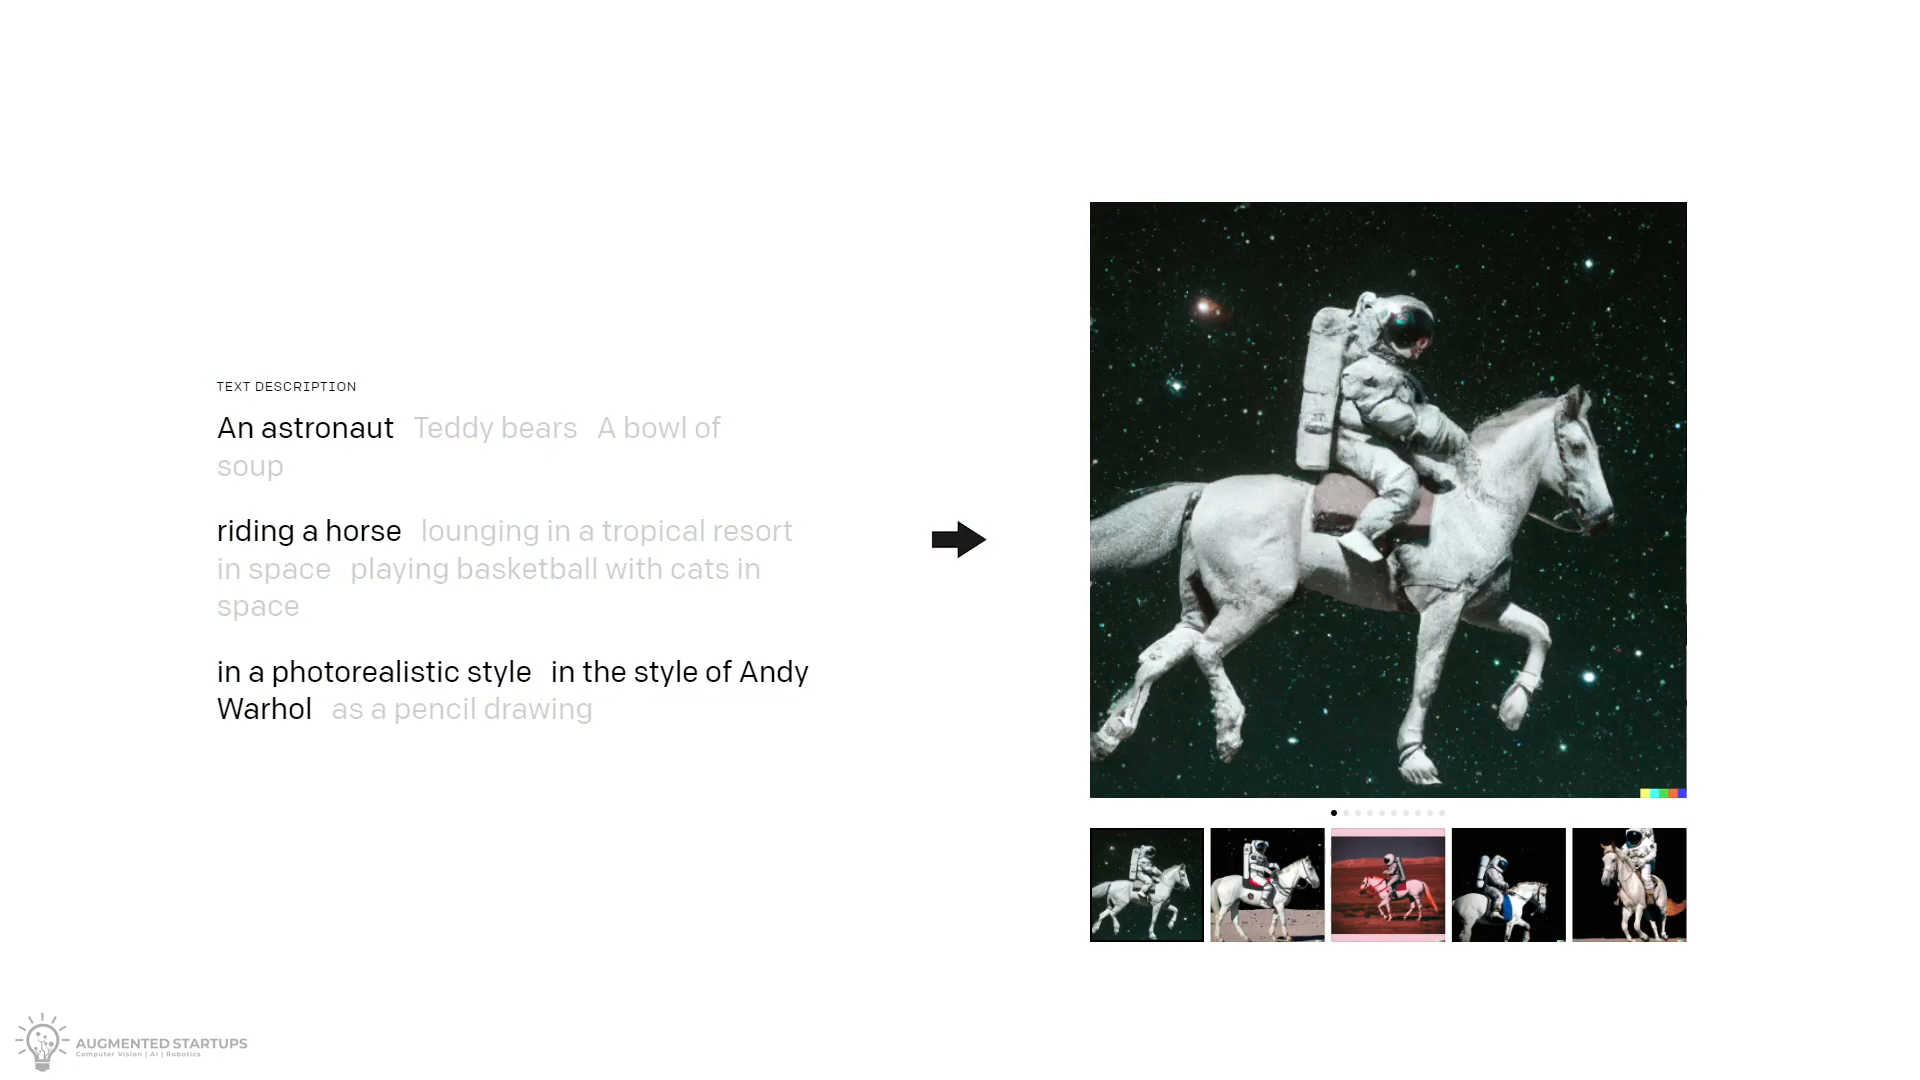 TEXT DESCRIPTION
An astronaut Teddy bears A bowl of
soup
riding a horse lounging in a tropical resort
in space playing basketball with cats in
space
in a photorealistic style in the style of Andy
Warhol as a pencil drawing
AUGMENTED STARTUPS
Computer Vision | AI | Robotics